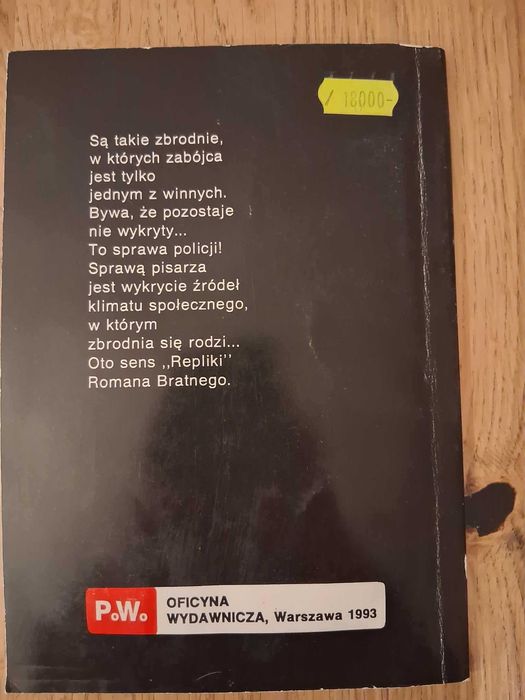 / 18000-
Są takie zbrodnie,
w których zabójca
jest tylko
jednym z winnych.
Bywa, że pozostaje
nie wykryty...
To sprawa policji!
Sprawą pisarza
jest wykrycie źródeł
klimatu społecznego,
w którym
zbrodnia się rodzi...
Oto sens ,,Repliki''
Romana Bratnego.
P.W. OFICYNA
WYDAWNICZA, Warszawa 1993